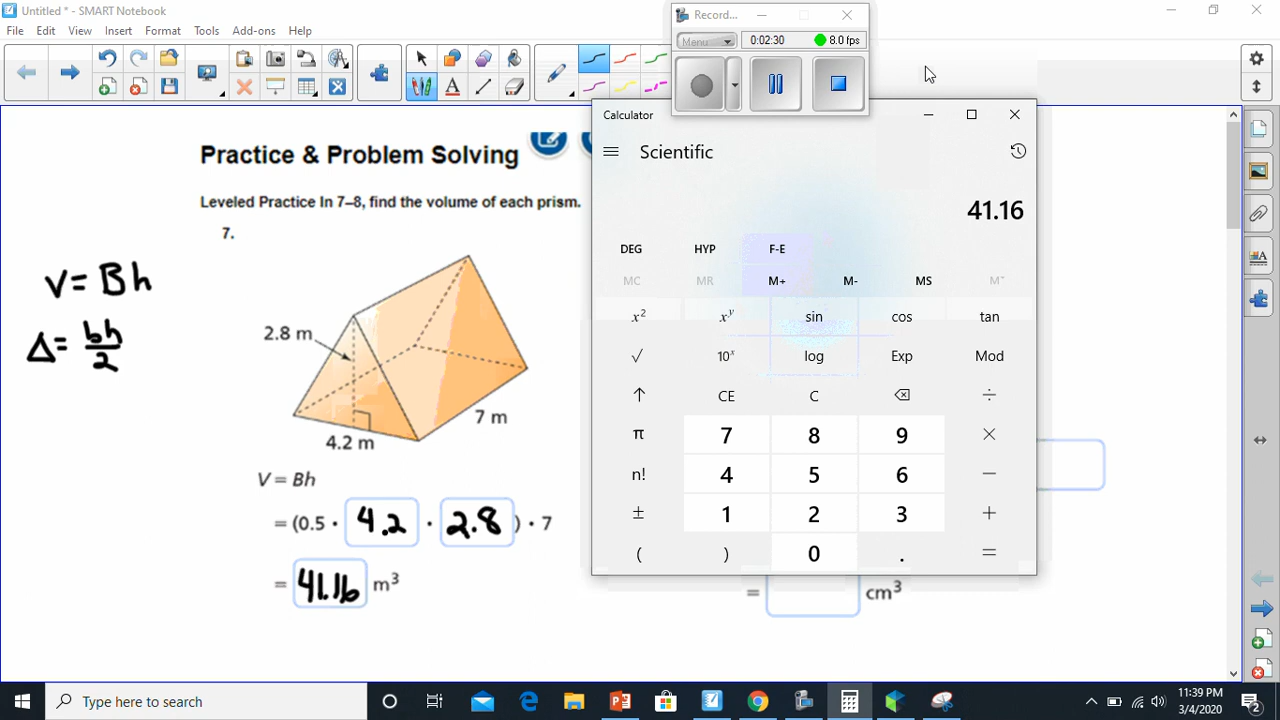 Untitled * - SMART Notebook
File Edit View Insert Format Tools Add-ons Help
Record...
Menu 0:02:30 8.0 fps
Practice & Problem Solving
Leveled Practice In 7–8, find the volume of each prism.
7.
V = Bh
Δ = bh
2
2.8 m
7 m
4.2 m
V = Bh
= (0.5 · 4.2 · 2.8 ) · 7
= 41.16 m³
= cm³
Calculator
Scientific
41.16
DEG HYP F-E
MC MR M+ M- MS M˅
x² xʸ sin cos tan
√ 10ˣ log Exp Mod
↑ CE C ÷
π 7 8 9 ×
n! 4 5 6 −
± 1 2 3 +
( ) 0 . =
Type here to search
11:39 PM
3/4/2020
2